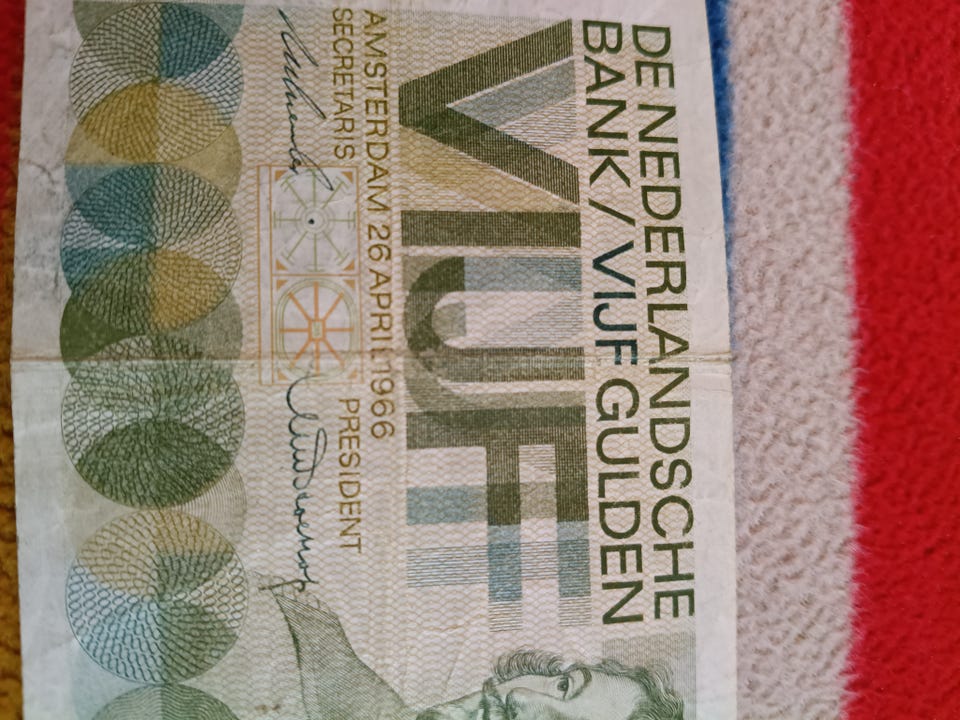 DE NEDERLANDSCHE
BANK / VIJF GULDEN
VIJF
AMSTERDAM 26 APRIL 1966
SECRETARIS PRESIDENT